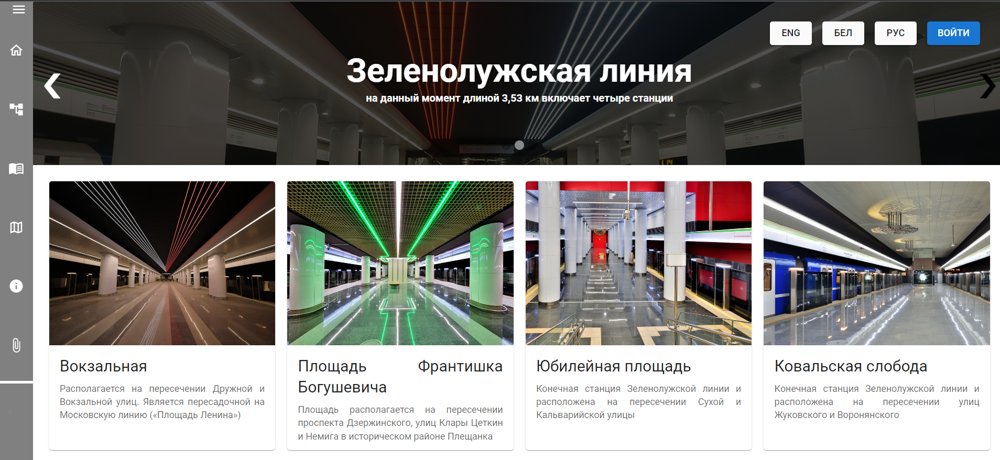 ENG
БЕЛ
РУС
ВОЙТИ
Зеленолужская линия
на данный момент длиной 3,53 км включает четыре станции
Вокзальная
Располагается на пересечении Дружной и
Вокзальной улиц. Является пересадочной на
Московскую линию («Площадь Ленина»)
Площадь Франтишка
Богушевича
Площадь располагается на пересечении
проспекта Дзержинского, улиц Клары Цеткин
и Немига в историческом районе Плещанка
Юбилейная площадь
Конечная станция Зеленолужской линии и
расположена на пересечении Сухой и
Кальварийской улицы
Ковальская слобода
Конечная станция Зеленолужской линии и
расположена на пересечении улиц
Жуковского и Воронянского